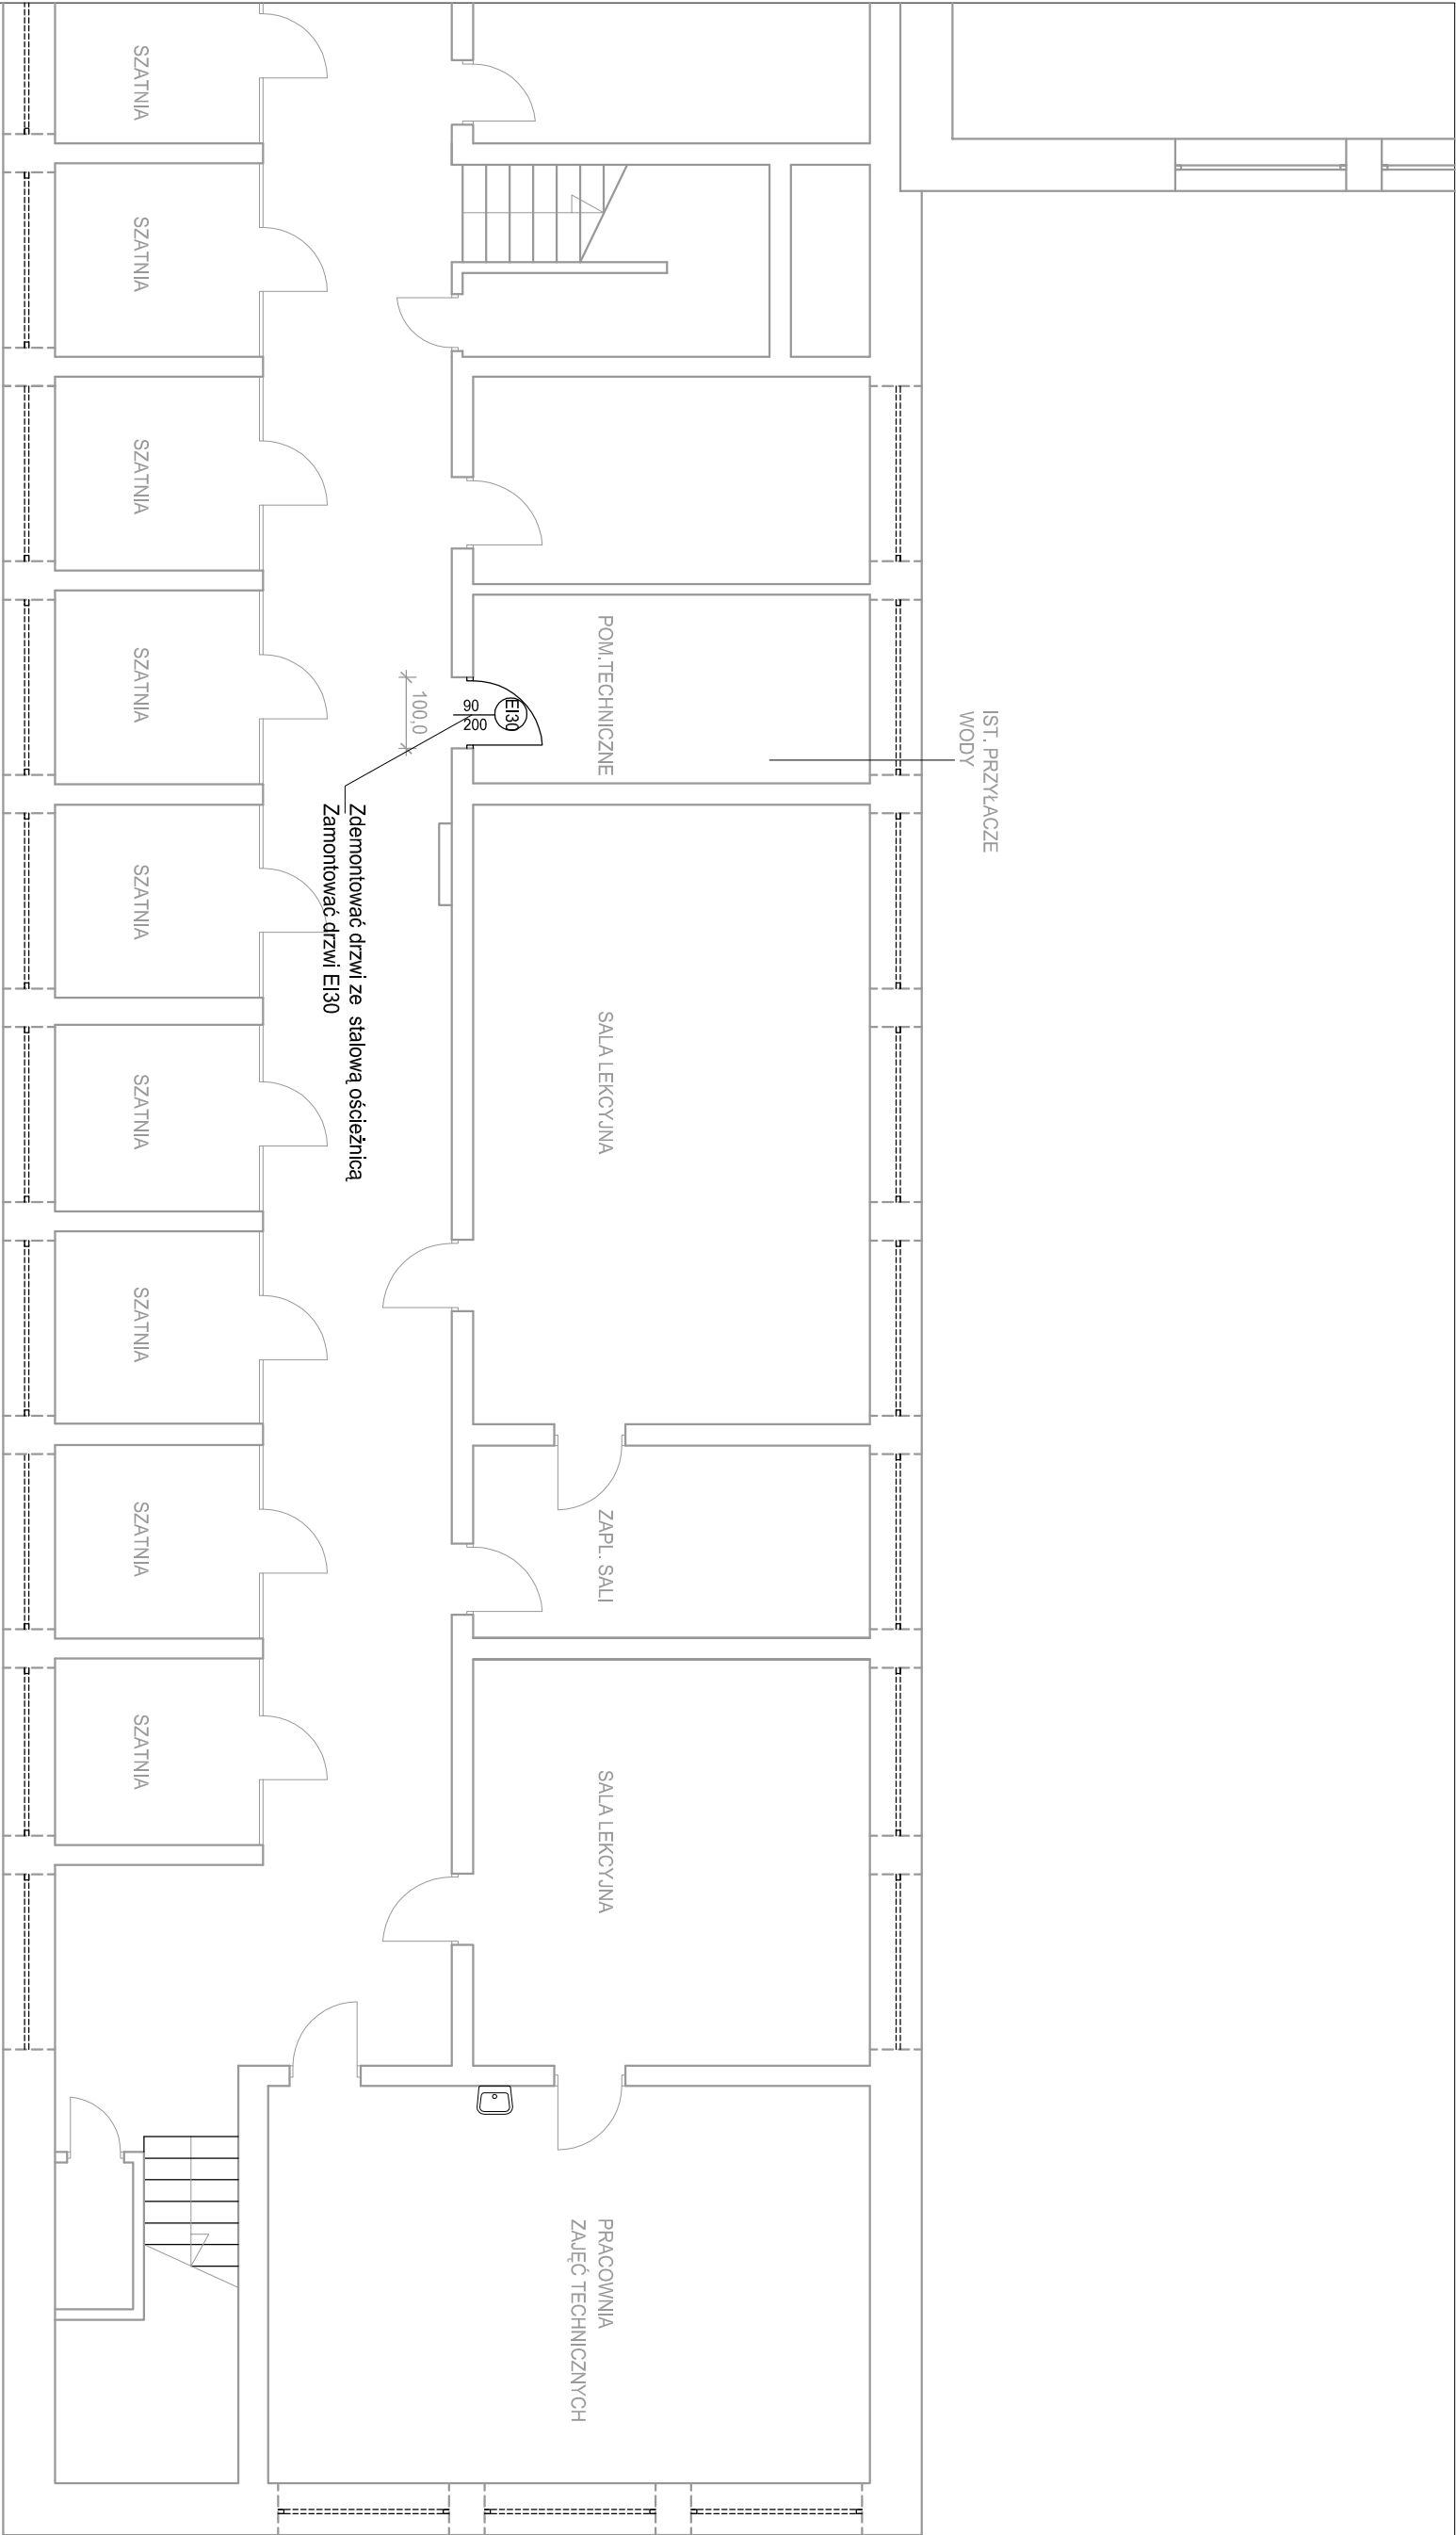 IST. PRZYŁACZE
WODY
POM.TECHNICZNE
SALA LEKCYJNA
ZAPL. SALI
SALA LEKCYJNA
PRACOWNIA
ZAJĘĆ TECHNICZNYCH
EI30
90
200
100,0
Zdemontować drzwi ze stalową ościeżnicą
Zamontować drzwi EI30
SZATNIA
SZATNIA
SZATNIA
SZATNIA
SZATNIA
SZATNIA
SZATNIA
SZATNIA
SZATNIA